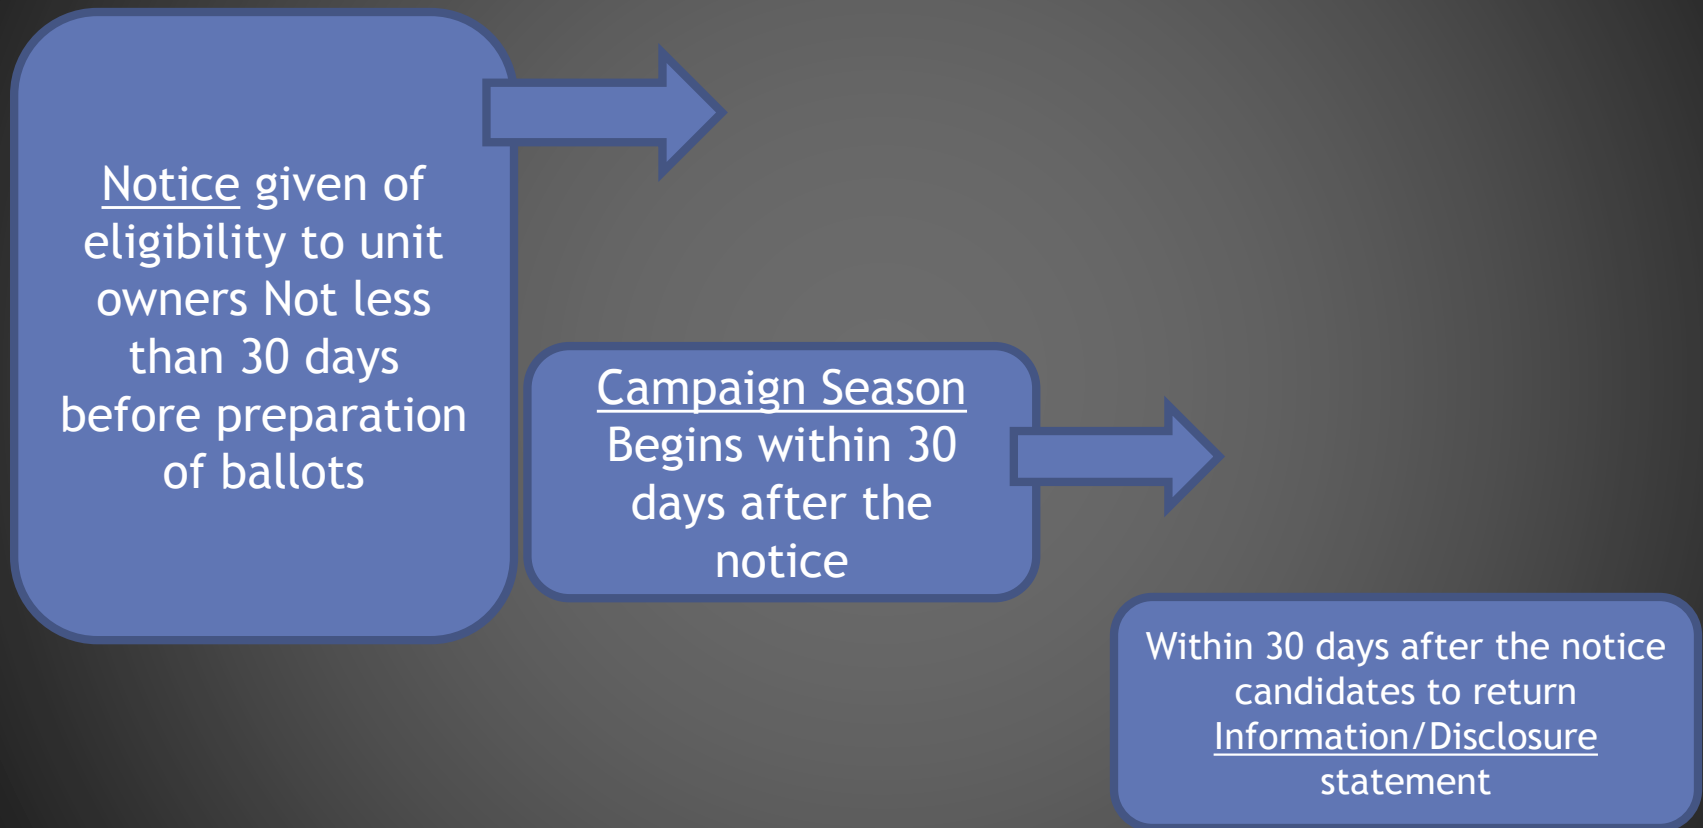 Notice given of
eligibility to unit
owners Not less
than 30 days
before preparation
of ballots
Campaign Season
Begins within 30
days after the
notice
Within 30 days after the notice
candidates to return
Information/Disclosure
statement